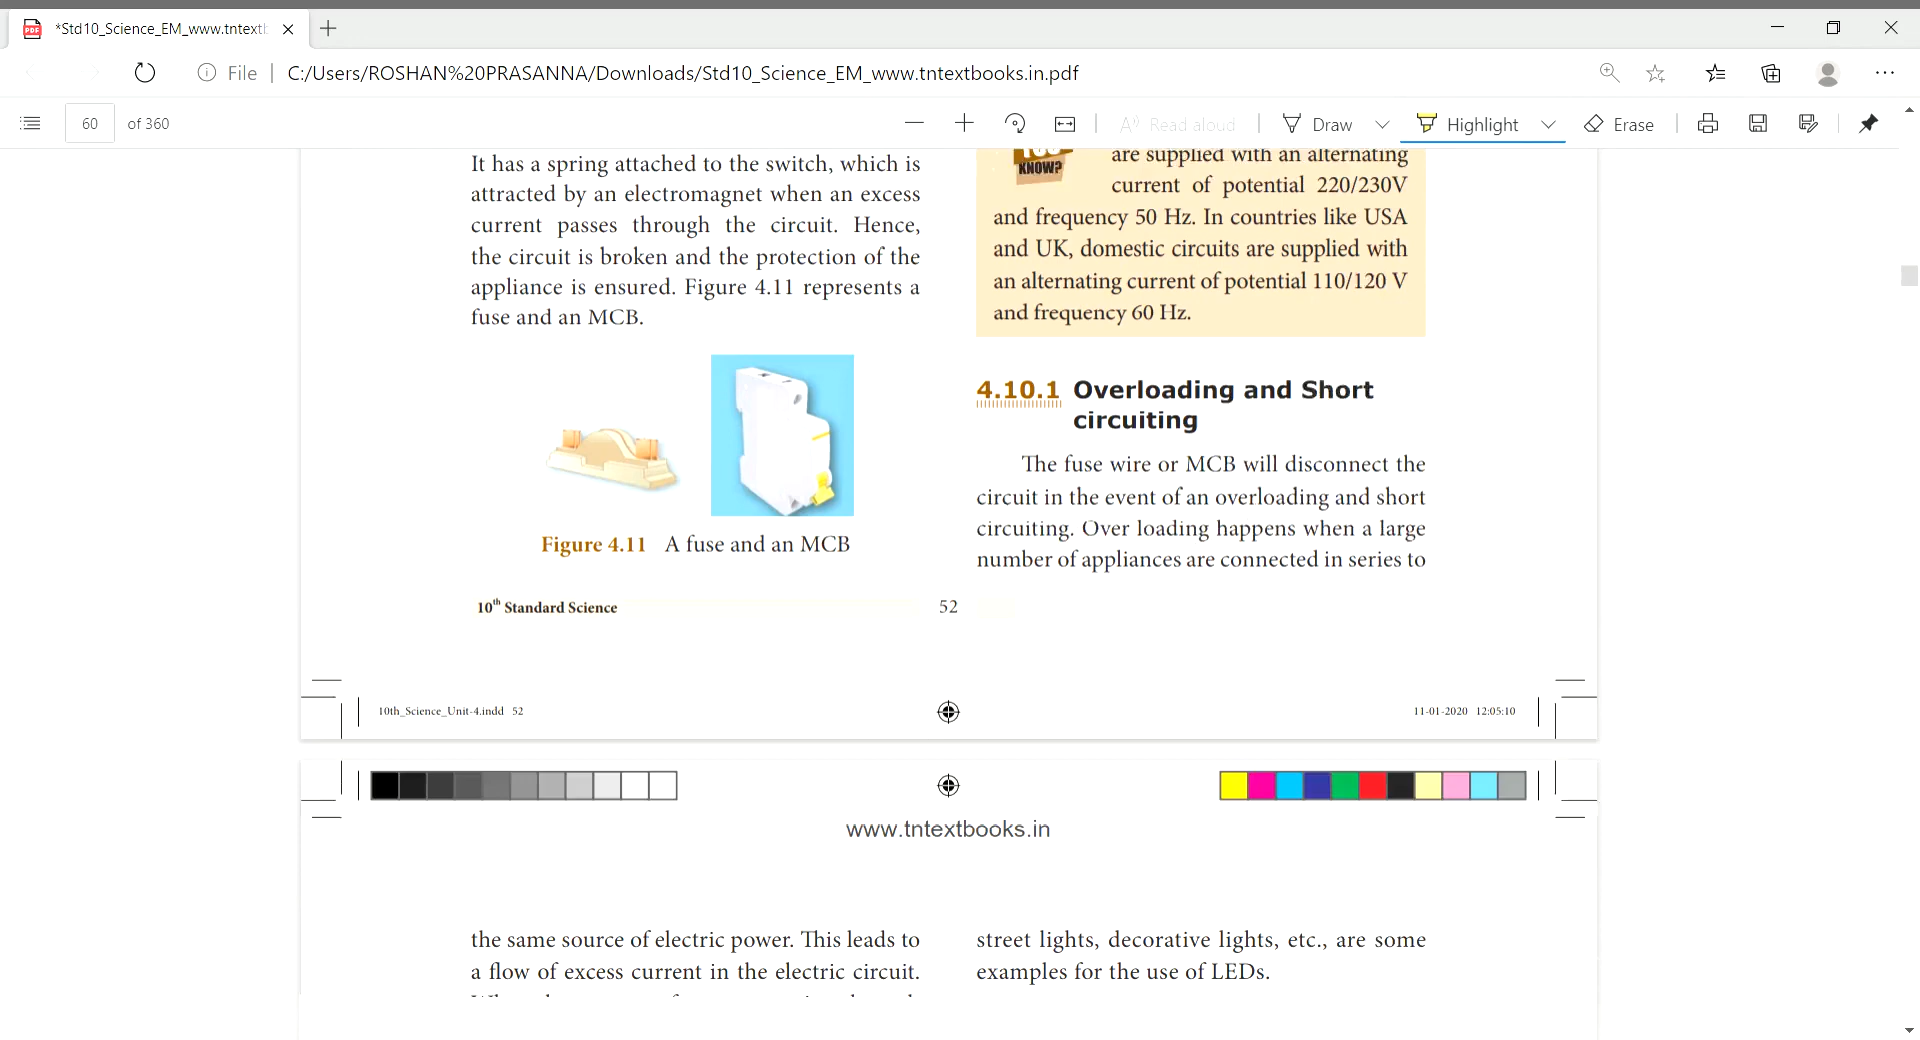 *Std10_Science_EM_www.tntextb
File
C:/Users/ROSHAN%20PRASANNA/Downloads/Std10_Science_EM_www.tntextbooks.in.pdf
60 of 360
Read aloud
Draw
Highlight
Erase
It has a spring attached to the switch, which is
attracted by an electromagnet when an excess
current passes through the circuit. Hence,
the circuit is broken and the protection of the
appliance is ensured. Figure 4.11 represents a
fuse and an MCB.
Figure 4.11 A fuse and an MCB
KNOW?
are supplied with an alternating
current of potential 220/230V
and frequency 50 Hz. In countries like USA
and UK, domestic circuits are supplied with
an alternating current of potential 110/120 V
and frequency 60 Hz.
4.10.1 Overloading and Short
circuiting
The fuse wire or MCB will disconnect the
circuit in the event of an overloading and short
circuiting. Over loading happens when a large
number of appliances are connected in series to
10th Standard Science
52
10th_Science_Unit-4.indd 52
11-01-2020 12:05:10
www.tntextbooks.in
the same source of electric power. This leads to
a flow of excess current in the electric circuit.
street lights, decorative lights, etc., are some
examples for the use of LEDs.